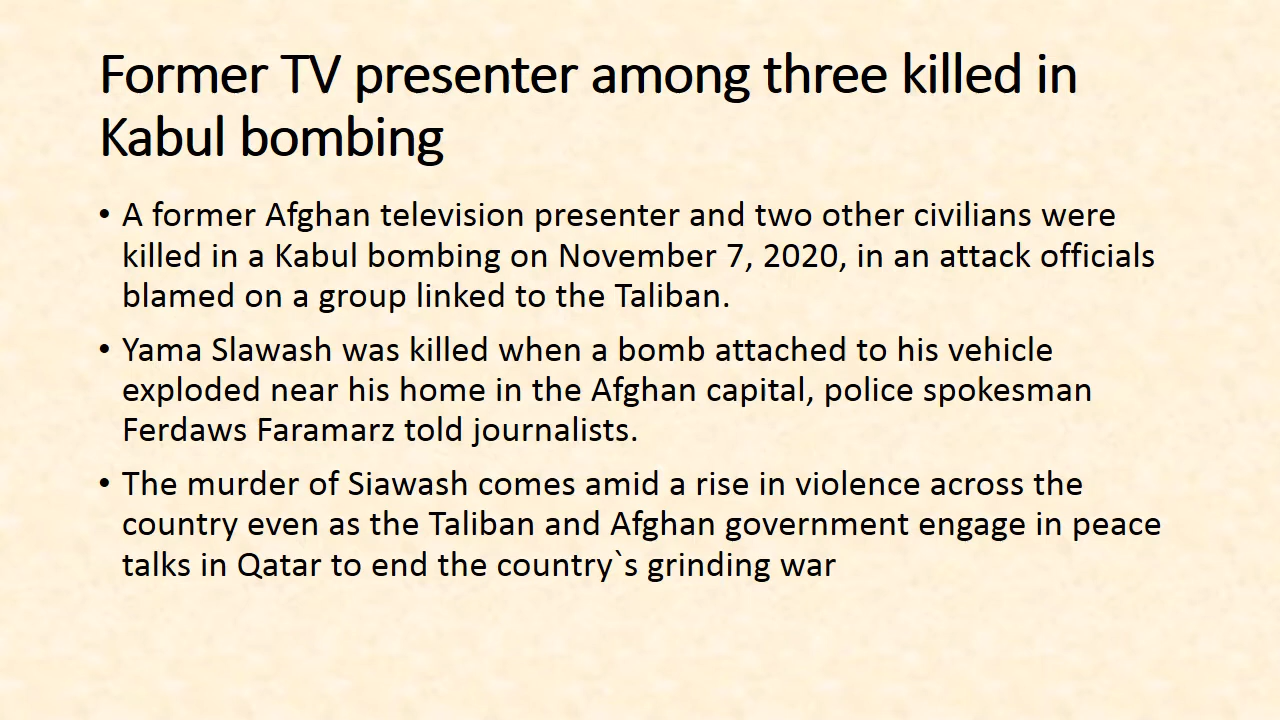 Former TV presenter among three killed in
Kabul bombing
• A former Afghan television presenter and two other civilians were
killed in a Kabul bombing on November 7, 2020, in an attack officials
blamed on a group linked to the Taliban.
• Yama Slawash was killed when a bomb attached to his vehicle
exploded near his home in the Afghan capital, police spokesman
Ferdaws Faramarz told journalists.
• The murder of Siawash comes amid a rise in violence across the
country even as the Taliban and Afghan government engage in peace
talks in Qatar to end the country`s grinding war